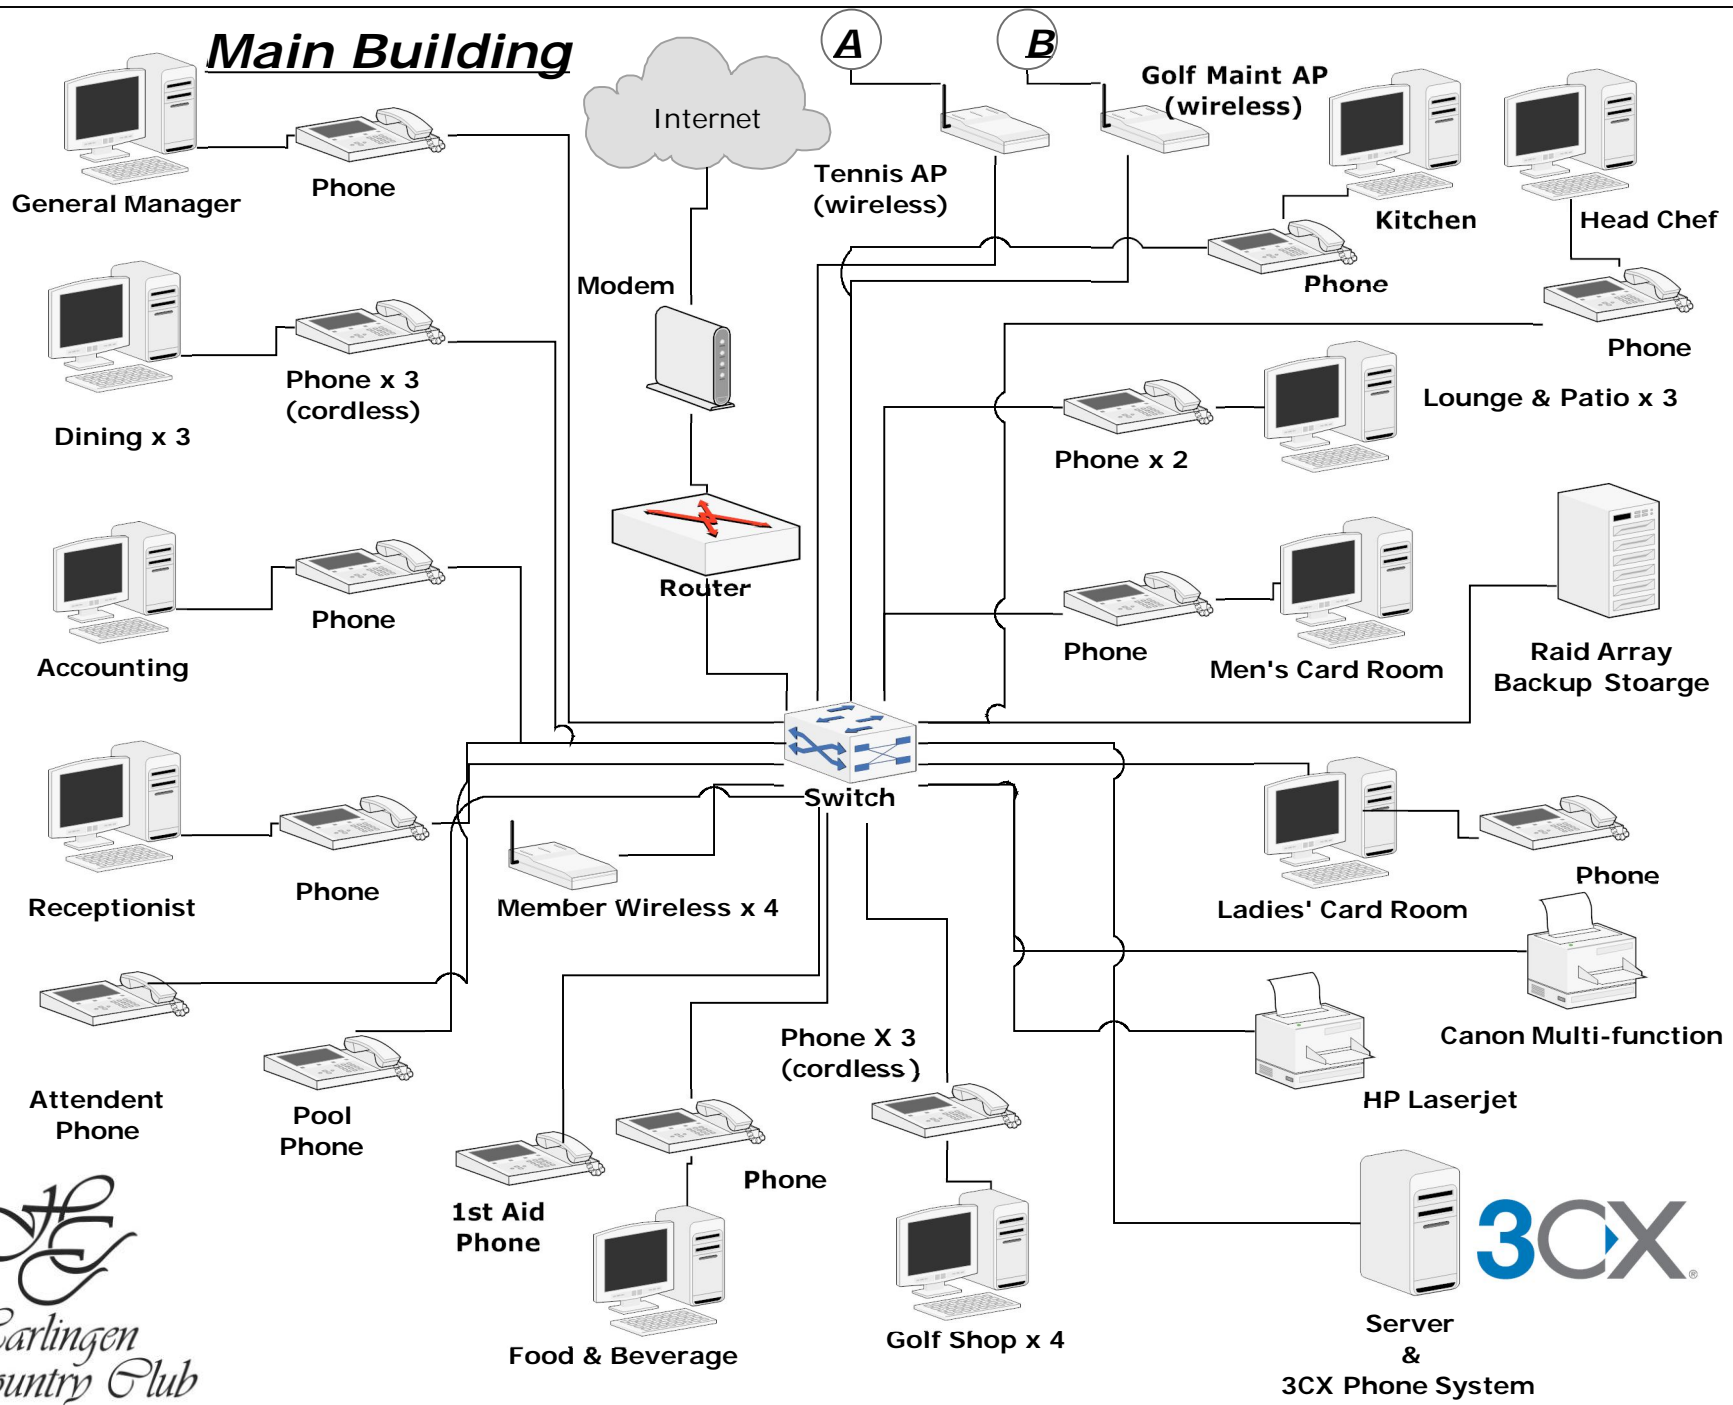 Main Building
A
B
Internet
Golf Maint AP
(wireless)
Tennis AP
(wireless)
General Manager
Phone
Kitchen
Head Chef
Phone
Phone
Modem
Dining x 3
Phone x 3
(cordless)
Lounge & Patio x 3
Phone x 2
Router
Accounting
Phone
Phone
Men's Card Room
Raid Array
Backup Stoarge
Switch
Receptionist
Phone
Member Wireless x 4
Ladies' Card Room
Phone
Attendent
Phone
Pool
Phone
Phone X 3
(cordless)
Canon Multi-function
HP Laserjet
1st Aid
Phone
Phone
Food & Beverage
Golf Shop x 4
3CX®
Server
&
3CX Phone System
arlingen
ountry Club